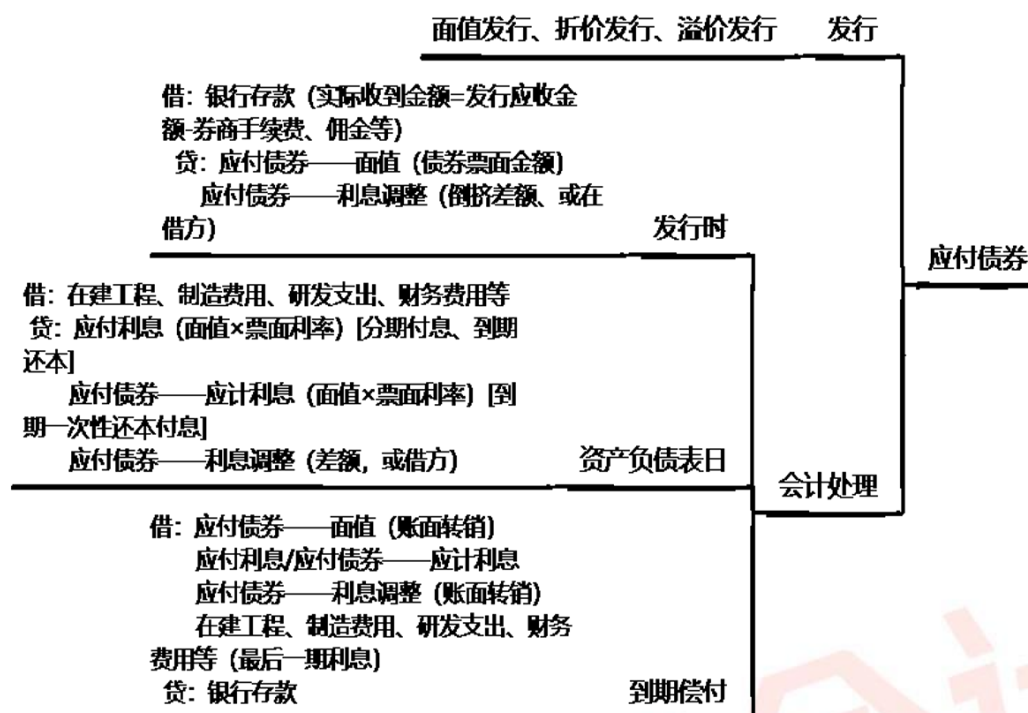 面值发行、折价发行、溢价发行 发行
借：银行存款（实际收到金额=发行应收金
额-券商手续费、佣金等）
贷：应付债券——面值（债券票面金额）
应付债券——利息调整（倒挤差额、或在
借方） 发行时
应付债券
借：在建工程、制造费用、研发支出、财务费用等
贷：应付利息（面值×票面利率）[分期付息、到期
还本]
应付债券——应计利息（面值×票面利率）[到
期一次性还本付息]
应付债券——利息调整（差额，或借方） 资产负债表日
会计处理
借：应付债券——面值（账面转销）
应付利息/应付债券——应计利息
应付债券——利息调整（账面转销）
在建工程、制造费用、研发支出、财务
费用等（最后一期利息）
贷：银行存款 到期偿付